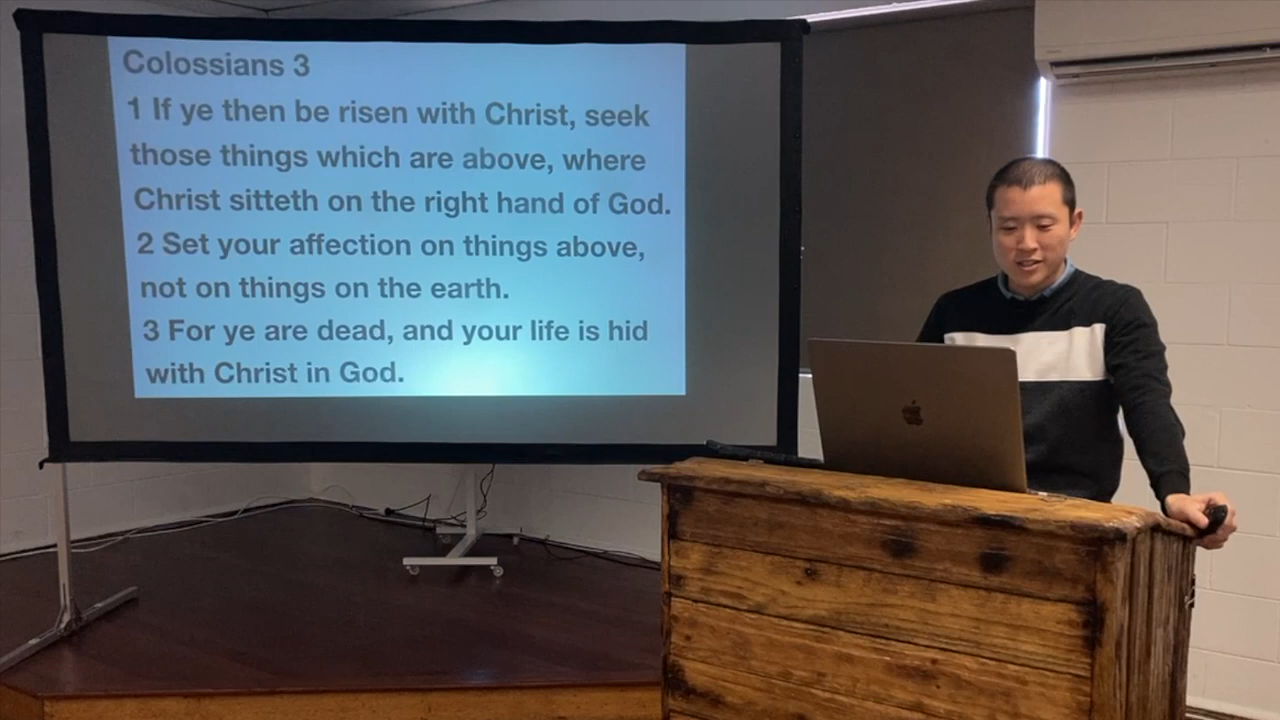 Colossians 3
1 If ye then be risen with Christ, seek
those things which are above, where
Christ sitteth on the right hand of God.
2 Set your affection on things above,
not on things on the earth.
3 For ye are dead, and your life is hid
with Christ in God.